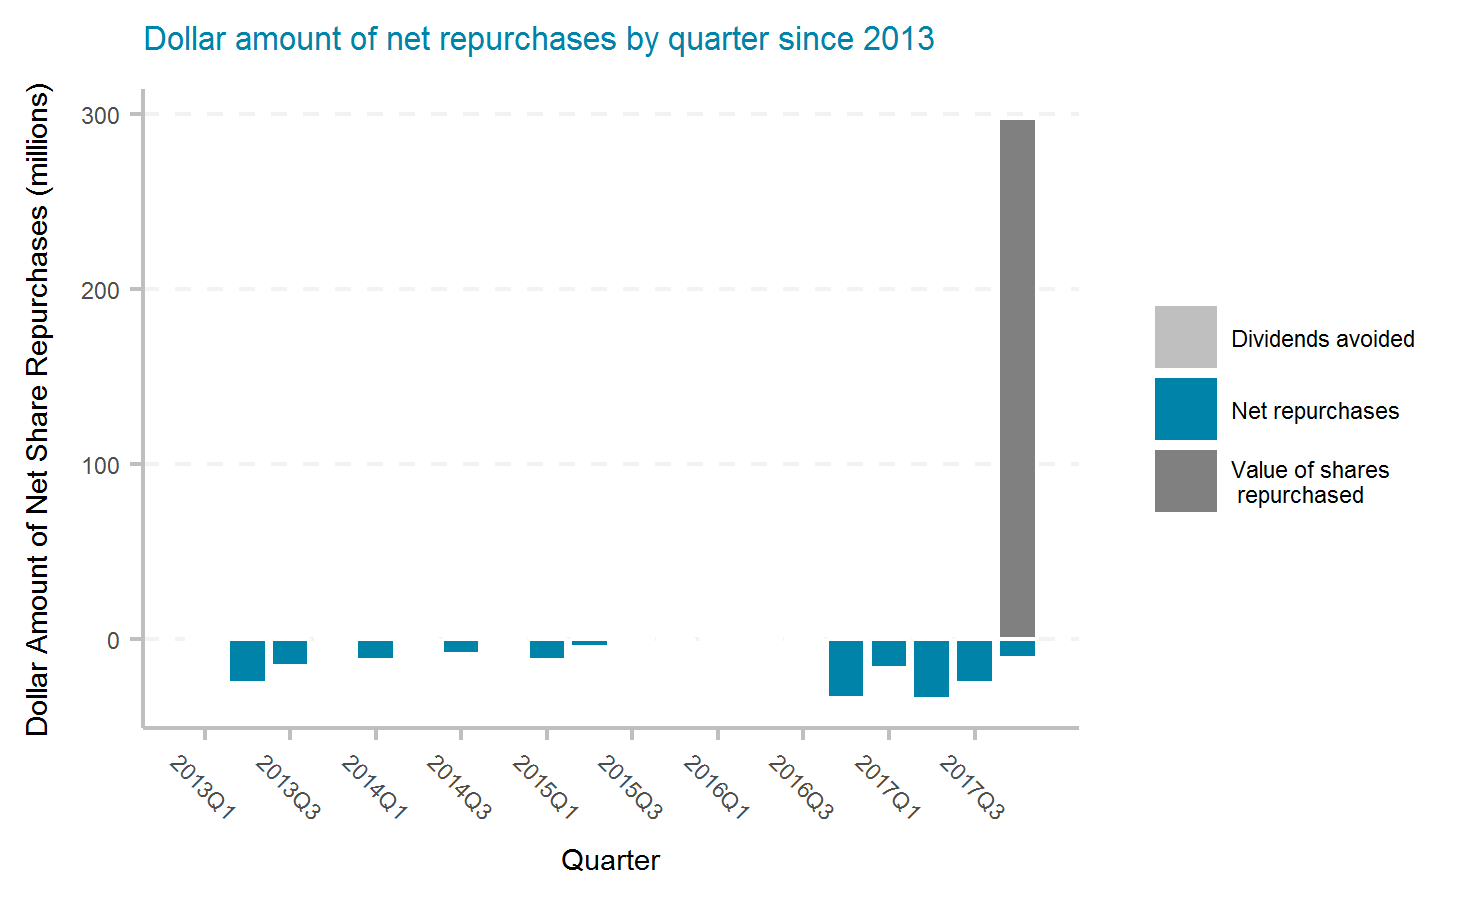 Dollar amount of net repurchases by quarter since 2013
Dollar Amount of Net Share Repurchases (millions)
300
200
100
0
2013Q1
2013Q3
2014Q1
2014Q3
2015Q1
2015Q3
2016Q1
2016Q3
2017Q1
2017Q3
Quarter
Dividends avoided
Net repurchases
Value of shares
repurchased